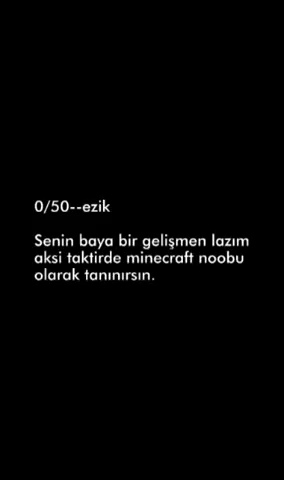 0/50--ezik
Senin baya bir gelişmen lazım
aksi taktirde minecraft noobu
olarak tanınırsın.